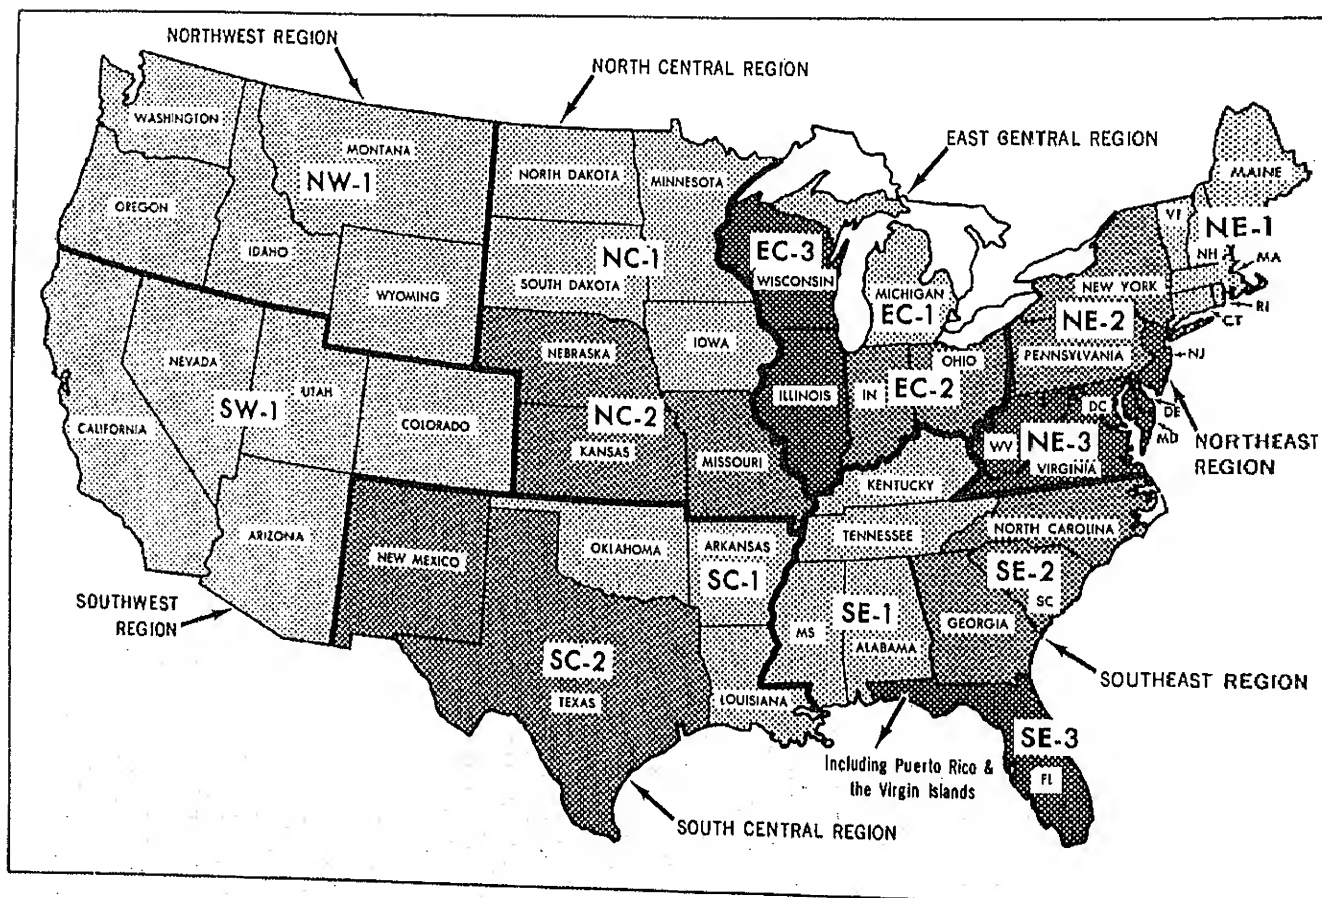 NORTHWEST REGION
NORTH CENTRAL REGION
EAST CENTRAL REGION
WASHINGTON
MONTANA
NW-1
OREGON
IDAHO
WYOMING
NORTH DAKOTA
MINNESOTA
NC-1
SOUTH DAKOTA
IOWA
NEBRASKA
NC-2
KANSAS
MISSOURI
EC-3
WISCONSIN
MICHIGAN
EC-1
ILLINOIS
IN
EC-2
OHIO
MAINE
VT
NE-1
NH
MA
RI
CT
NEW YORK
NE-2
PENNSYLVANIA
NJ
DC
DE
MD
WV
NE-3
VIRGINIA
NORTHEAST
REGION
NEVADA
SW-1
UTAH
CALIFORNIA
COLORADO
ARIZONA
SOUTHWEST
REGION
NEW MEXICO
OKLAHOMA
ARKANSAS
SC-1
SC-2
TEXAS
LOUISIANA
SOUTH CENTRAL REGION
KENTUCKY
TENNESSEE
NORTH CAROLINA
SE-2
SC
SE-1
MS
ALABAMA
GEORGIA
SOUTHEAST REGION
SE-3
FL
Including Puerto Rico &
the Virgin Islands